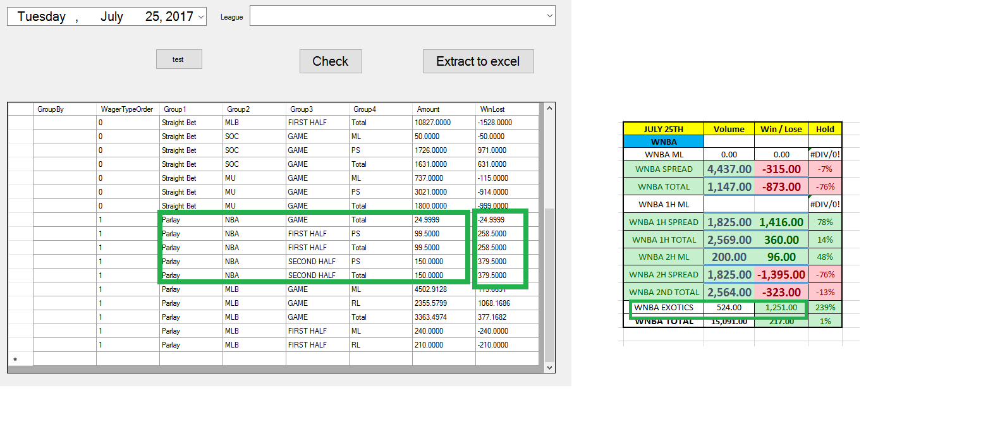 Tuesday , July 25, 2017
League
test
Check
Extract to excel
GroupBy WagerTypeOrder Group1 Group2 Group3 Group4 Amount WinLost
0 Straight Bet MLB FIRST HALF Total 10827.0000 -1528.0000
0 Straight Bet SOC GAME ML 50.0000 -50.0000
0 Straight Bet SOC GAME PS 1726.0000 971.0000
0 Straight Bet SOC GAME Total 1631.0000 631.0000
0 Straight Bet MU GAME ML 737.0000 -115.0000
0 Straight Bet MU GAME PS 3021.0000 -914.0000
0 Straight Bet MU GAME Total 1800.0000 -999.0000
1 Parlay NBA GAME Total 24.9999 -24.9999
1 Parlay NBA FIRST HALF PS 99.5000 258.5000
1 Parlay NBA FIRST HALF Total 99.5000 258.5000
1 Parlay NBA SECOND HALF PS 150.0000 379.5000
1 Parlay NBA SECOND HALF Total 150.0000 379.5000
1 Parlay MLB GAME ML 4502.9128
1 Parlay MLB GAME RL 2355.5799 1068.1686
1 Parlay MLB GAME Total 3363.4974 377.1682
1 Parlay MLB FIRST HALF ML 240.0000 -240.0000
1 Parlay MLB FIRST HALF RL 210.0000 -210.0000
*
JULY 25TH Volume Win / Lose Hold
WNBA
WNBA ML 0.00 0.00 #DIV/0!
WNBA SPREAD 4,437.00 -315.00 -7%
WNBA TOTAL 1,147.00 -873.00 -76%
WNBA 1H ML #DIV/0!
WNBA 1H SPREAD 1,825.00 1,416.00 78%
WNBA 1H TOTAL 2,569.00 360.00 14%
WNBA 2H ML 200.00 96.00 48%
WNBA 2H SPREAD 1,825.00 -1,395.00 -76%
WNBA 2ND TOTAL 2,564.00 -323.00 -13%
WNBA EXOTICS 524.00 1,251.00 239%
WNBA TOTAL 15,091.00 217.00 1%